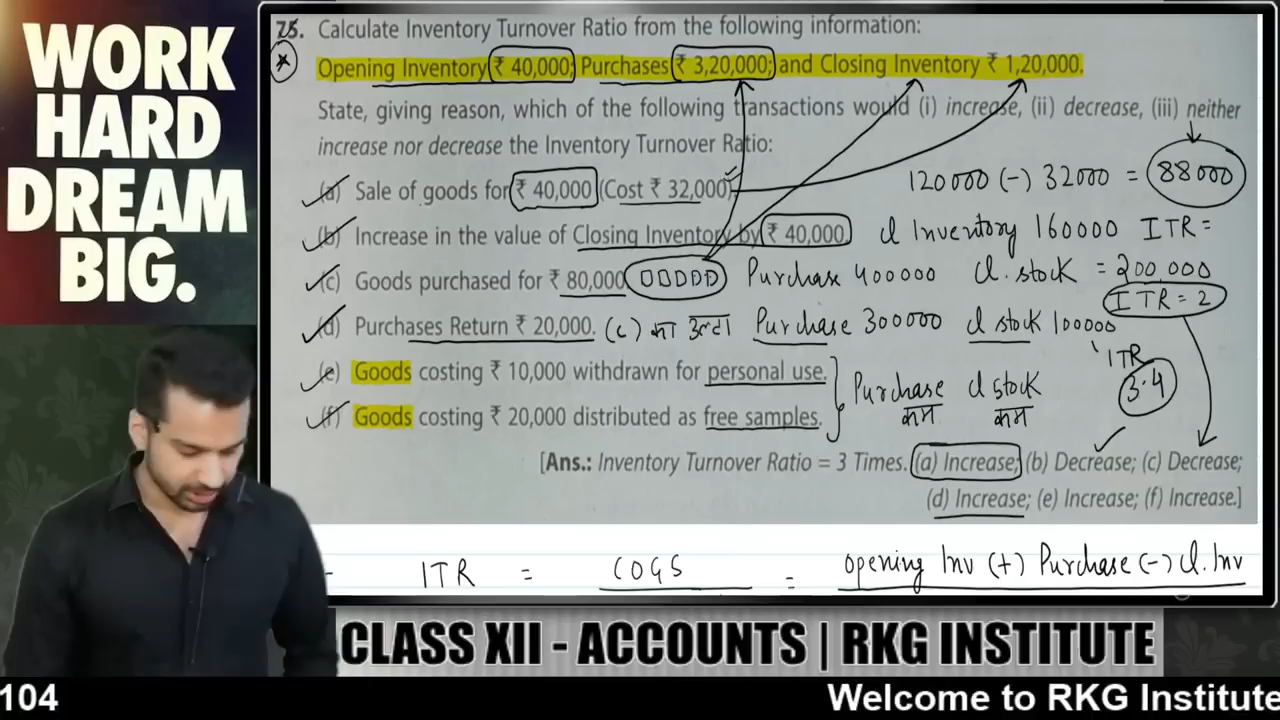 WORK
HARD
DREAM
BIG.
75. Calculate Inventory Turnover Ratio from the following information:
Opening Inventory ₹ 40,000; Purchases ₹ 3,20,000; and Closing Inventory ₹ 1,20,000.
State, giving reason, which of the following transactions would (i) increase, (ii) decrease, (iii) neither
increase nor decrease the Inventory Turnover Ratio:
(a) Sale of goods for ₹ 40,000 (Cost ₹ 32,000) 120000 (-) 32000 = 88000
(b) Increase in the value of Closing Inventory by ₹ 40,000. Cl Inventory 160000 ITR =
(c) Goods purchased for ₹ 80,000 Purchase 400000 Cl. stock = 200000
ITR = 2
(d) Purchases Return ₹ 20,000. (c) का उल्टा Purchase 300000 Cl stock 100000
ITR
3.4
(e) Goods costing ₹ 10,000 withdrawn for personal use.
Purchase Cl stock
कम कम
(f) Goods costing ₹ 20,000 distributed as free samples.
[Ans.: Inventory Turnover Ratio = 3 Times. (a) Increase; (b) Decrease; (c) Decrease;
(d) Increase; (e) Increase; (f) Increase.]
ITR = COGS = Opening Inv (+) Purchase (-) Cl. Inv
CLASS XII - ACCOUNTS | RKG INSTITUTE
104 Welcome to RKG Institute